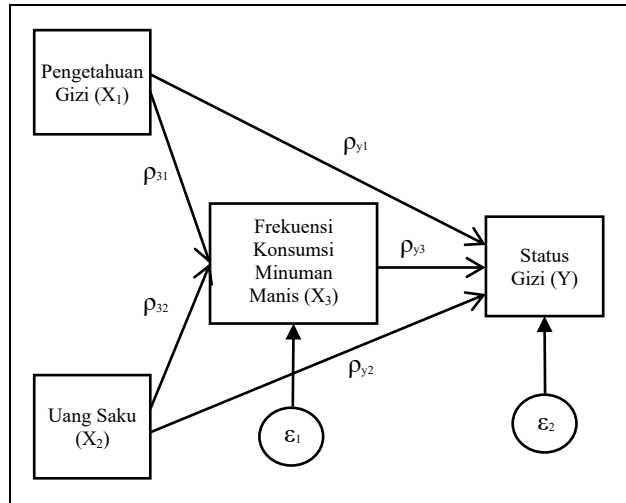 Pengetahuan
Gizi (X₁)
ρy1
ρ31
Frekuensi
Konsumsi
Minuman
Manis (X₃)
ρy3
Status
Gizi (Y)
ρ32
ρy2
Uang Saku
(X₂)
ε₁
ε₂